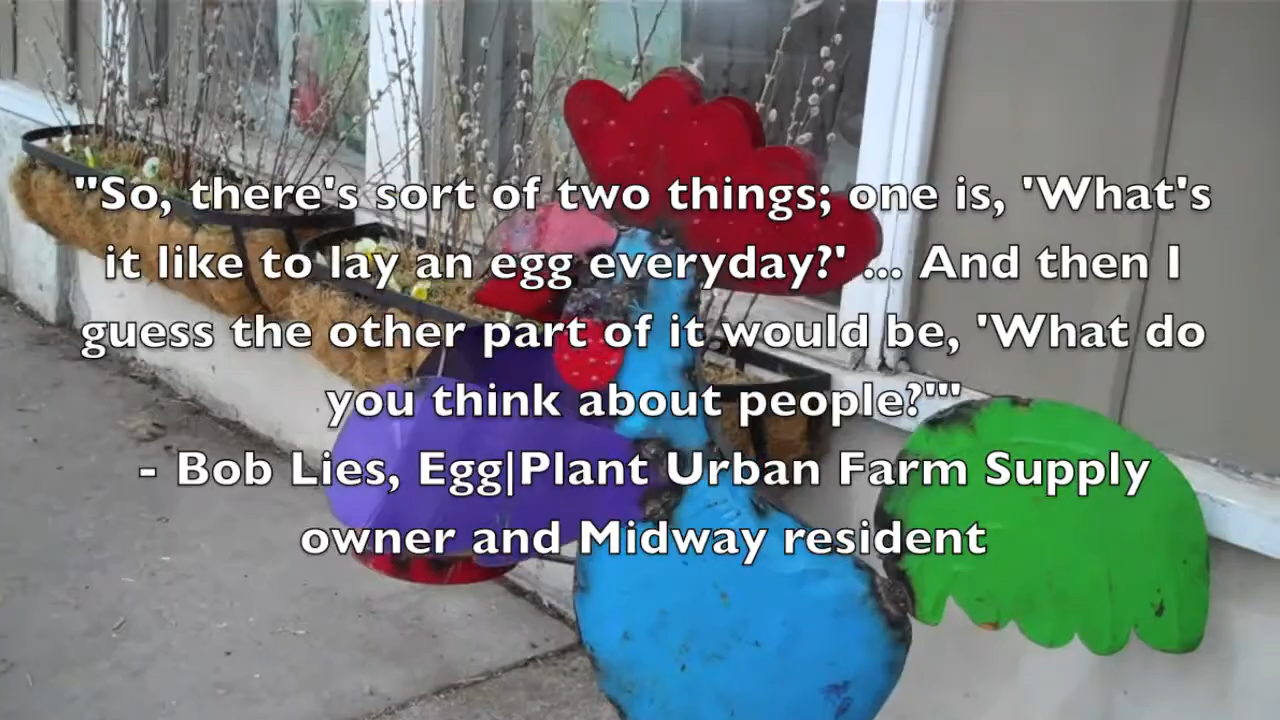 "So, there's sort of two things; one is, 'What's
it like to lay an egg everyday?' ... And then I
guess the other part of it would be, 'What do
you think about people?'"
- Bob Lies, Egg|Plant Urban Farm Supply
owner and Midway resident